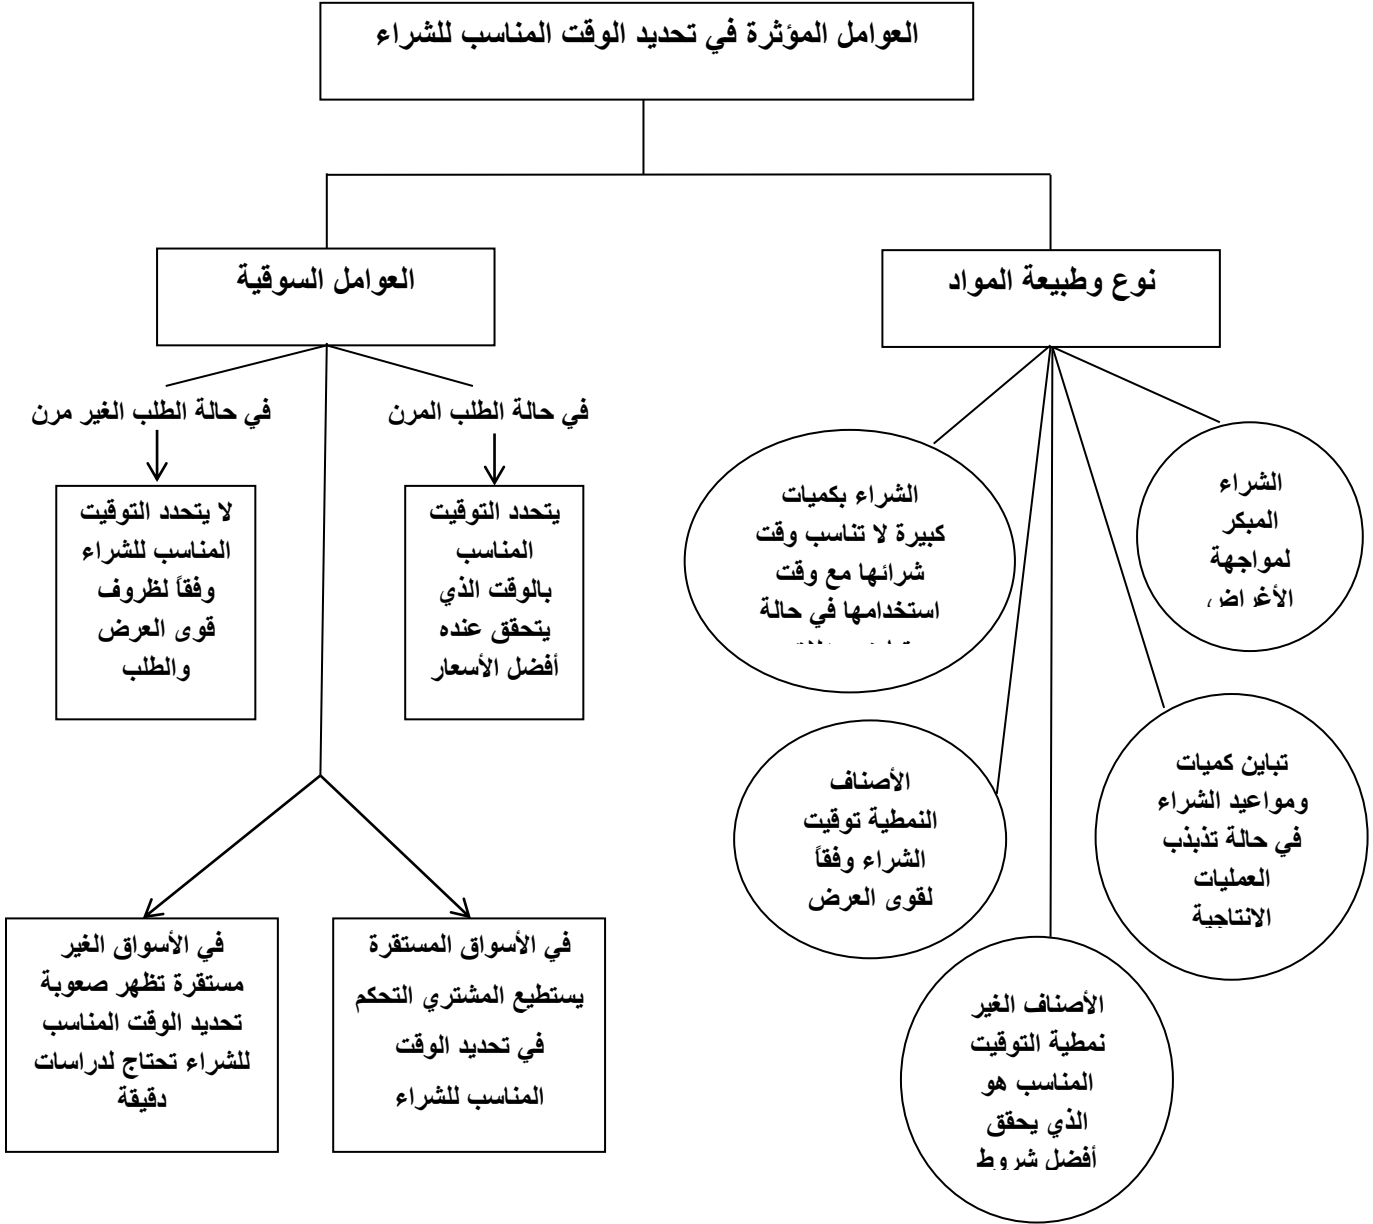 العوامل المؤثرة في تحديد الوقت المناسب للشراء
نوع وطبيعة المواد
العوامل السوقية
الشراء
المبكر
لمواجهة
الأغراض
الشراء بكميات
كبيرة لا تناسب وقت
شرائها مع وقت
استخدامها في حالة
تباين كميات
ومواعيد الشراء
في حالة تذبذب
العمليات
الانتاجية
الأصناف
النمطية توقيت
الشراء وفقاً
لقوى العرض
الأصناف الغير
نمطية التوقيت
المناسب هو
الذي يحقق
أفضل شروط
في حالة الطلب المرن
يتحدد التوقيت
المناسب
بالوقت الذي
يتحقق عنده
أفضل الأسعار
في حالة الطلب الغير مرن
لا يتحدد التوقيت
المناسب للشراء
وفقاً لظروف
قوى العرض
والطلب
في الأسواق المستقرة
يستطيع المشتري التحكم
في تحديد الوقت
المناسب للشراء
في الأسواق الغير
مستقرة تظهر صعوبة
تحديد الوقت المناسب
للشراء تحتاج لدراسات
دقيقة